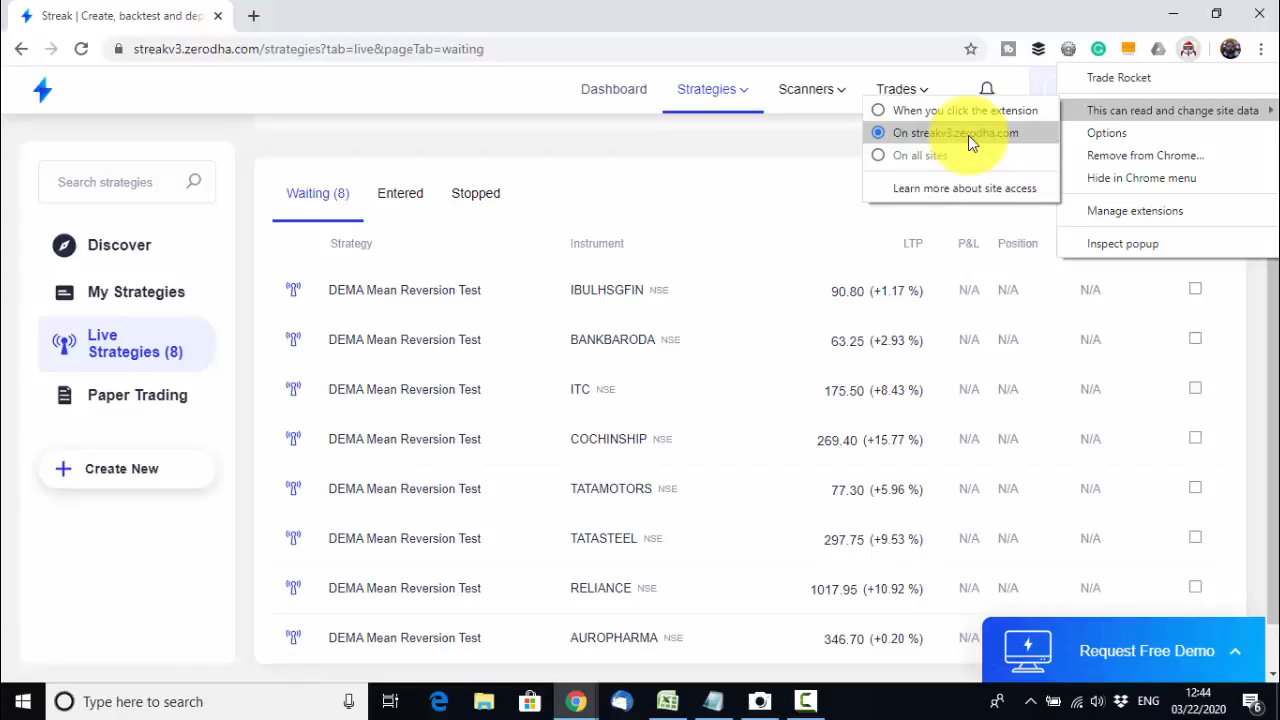 Streak | Create, backtest and dep
streakv3.zerodha.com/strategies?tab=live&pageTab=waiting
Dashboard
Strategies
Scanners
Trades
Trade Rocket
This can read and change site data
Options
Remove from Chrome...
Hide in Chrome menu
Manage extensions
Inspect popup
When you click the extension
On streakv3.zerodha.com
On all sites
Learn more about site access
Search strategies
Discover
My Strategies
Live
Strategies (8)
Paper Trading
Create New
Waiting (8) Entered Stopped
Strategy Instrument LTP P&L Position
DEMA Mean Reversion Test IBULHSGFIN NSE 90.80 (+1.17 %) N/A N/A N/A
DEMA Mean Reversion Test BANKBARODA NSE 63.25 (+2.93 %) N/A N/A N/A
DEMA Mean Reversion Test ITC NSE 175.50 (+8.43 %) N/A N/A N/A
DEMA Mean Reversion Test COCHINSHIP NSE 269.40 (+15.77 %) N/A N/A N/A
DEMA Mean Reversion Test TATAMOTORS NSE 77.30 (+5.96 %) N/A N/A N/A
DEMA Mean Reversion Test TATASTEEL NSE 297.75 (+9.53 %) N/A N/A N/A
DEMA Mean Reversion Test RELIANCE NSE 1017.95 (+10.92 %) N/A N/A N/A
DEMA Mean Reversion Test AUROPHARMA NSE 346.70 (+0.20 %) N/A
Request Free Demo
Type here to search
ENG
12:44
03/22/2020
6